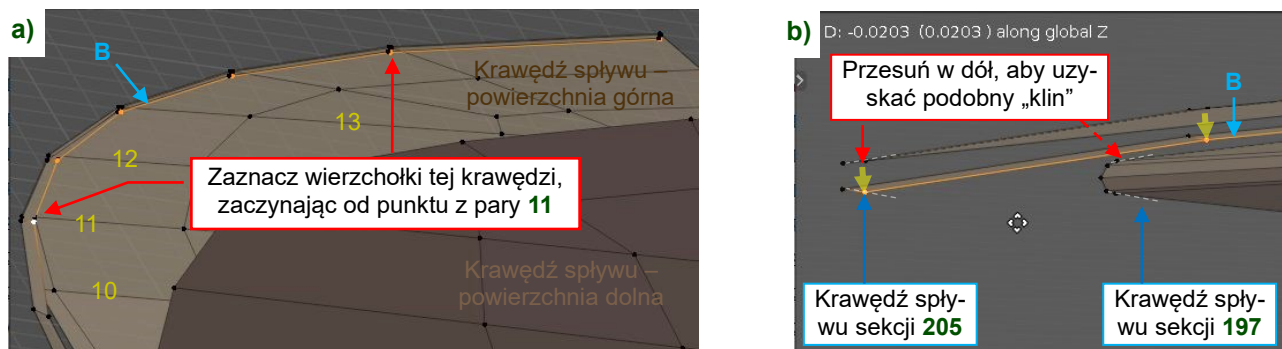 a)
B
Krawędź spływu –
powierzchnia górna
13
12
Zaznacz wierzchołki tej krawędzi,
zaczynając od punktu z pary 11
11
10
Krawędź spływu –
powierzchnia dolna
b)
D: -0.0203 (0.0203 ) along global Z
Przesuń w dół, aby uzy-
skać podobny „klin”
B
Krawędź spły-
wu sekcji 205
Krawędź spły-
wu sekcji 197